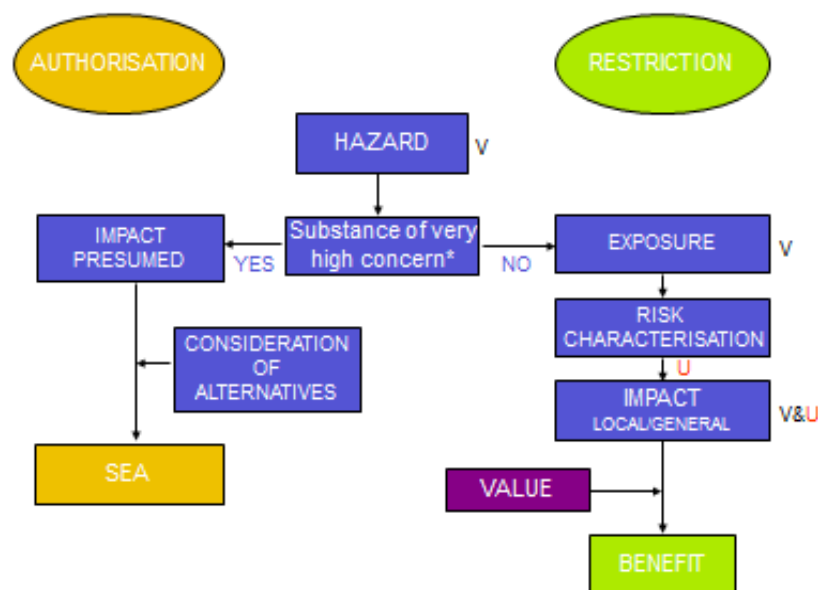 AUTHORISATION
RESTRICTION
HAZARD
V
Substance of very
high concern*
IMPACT
PRESUMED
YES
NO
EXPOSURE
V
RISK
CHARACTERISATION
CONSIDERATION
OF
ALTERNATIVES
U
IMPACT
LOCAL/GENERAL
V&U
SEA
VALUE
BENEFIT